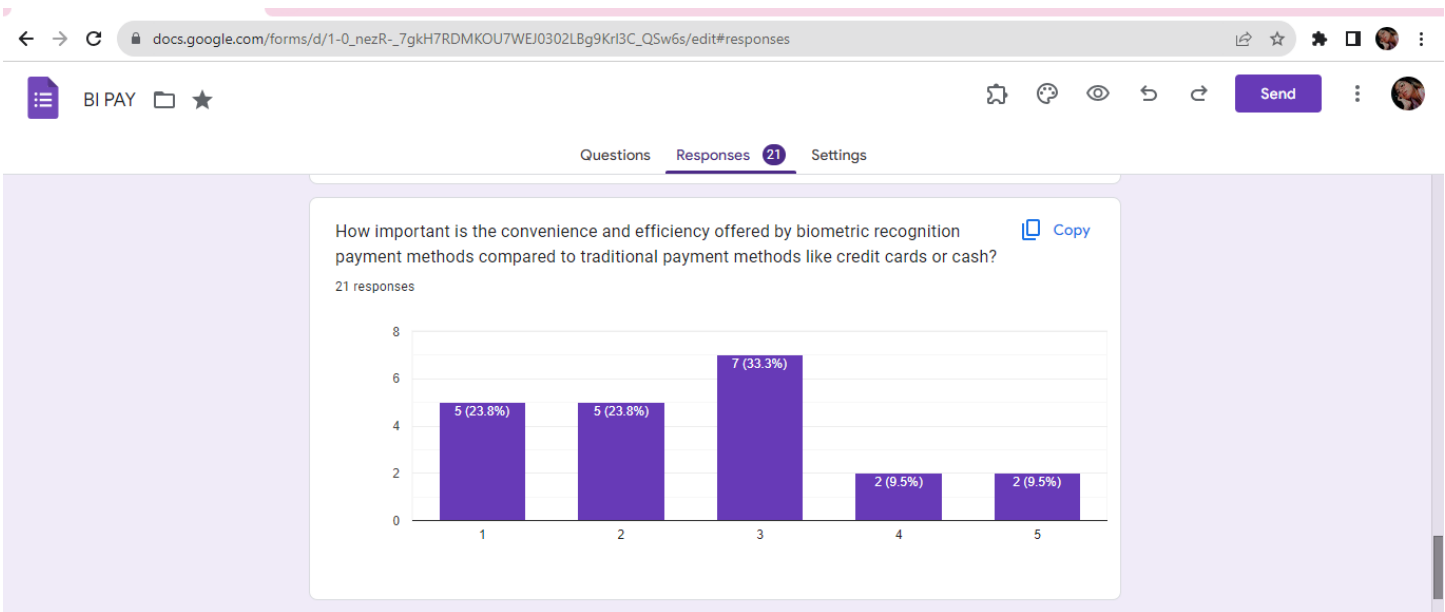 docs.google.com/forms/d/1-0_nezR-_7gkH7RDMKOU7WEJ0302LBg9KrI3C_QSw6s/edit#responses
BI PAY
Send
Questions
Responses 21
Settings
How important is the convenience and efficiency offered by biometric recognition
payment methods compared to traditional payment methods like credit cards or cash?
Copy
21 responses
8
6
4
2
0
5 (23.8%)
5 (23.8%)
7 (33.3%)
2 (9.5%)
2 (9.5%)
1
2
3
4
5